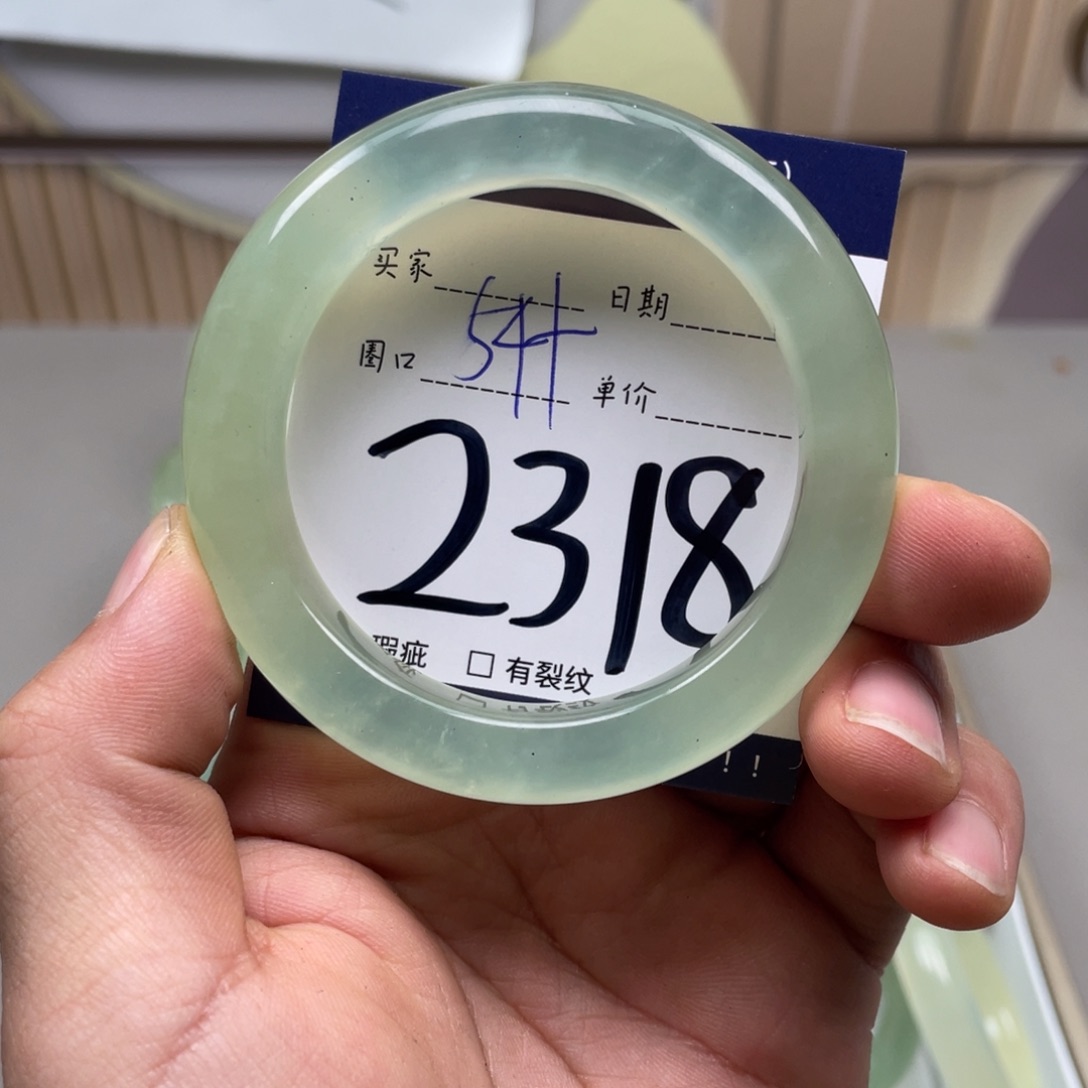 买家 日期
圈口 54+ 单价
2318
瑕疵 □ 有裂纹
!!